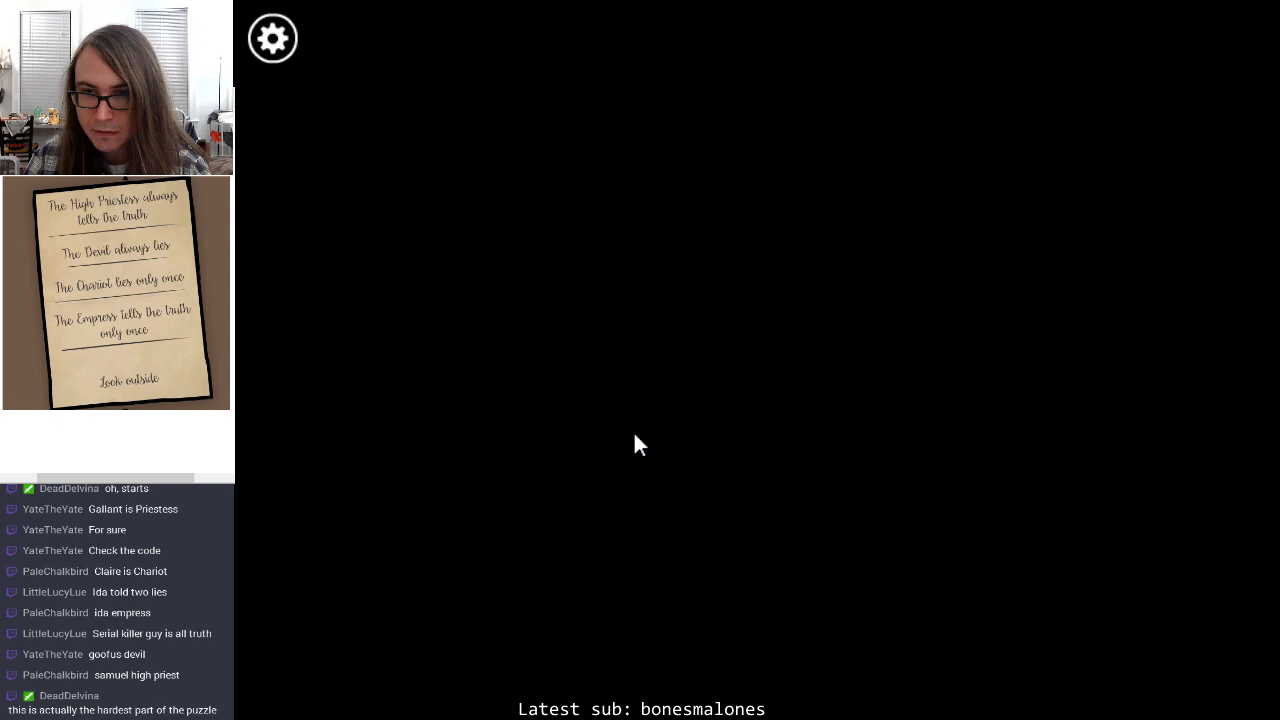 The High Priestess always
tells the truth
The Devil always lies
The Chariot lies only once
The Empress tells the truth
only once
Look outside
DeadDelvina oh, starts
YateTheYate Gallant is Priestess
YateTheYate For sure
YateTheYate Check the code
PaleChalkbird Claire is Chariot
LittleLucyLue Ida told two lies
PaleChalkbird ida empress
LittleLucyLue Serial killer guy is all truth
YateTheYate goofus devil
PaleChalkbird samuel high priest
DeadDelvina
this is actually the hardest part of the puzzle
Latest sub: bonesmalones